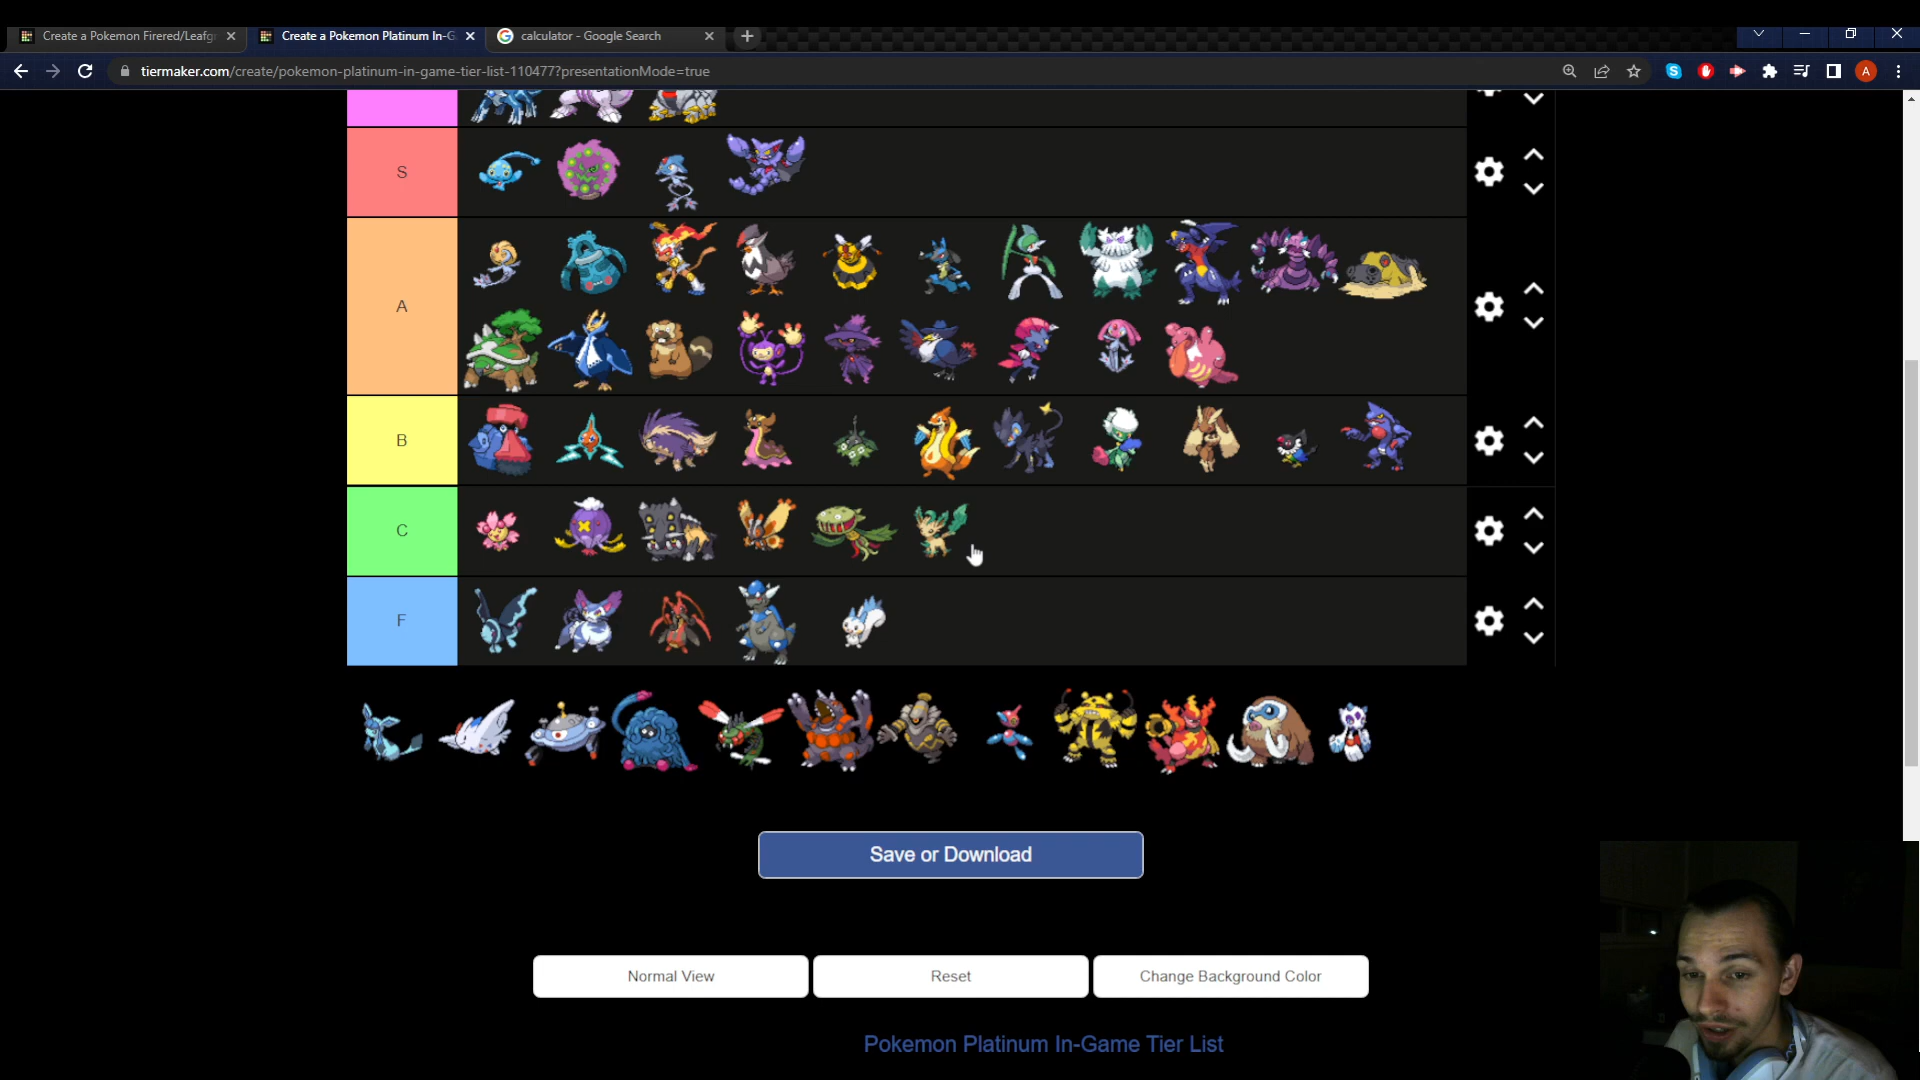 Create a Pokemon Firered/Leafgr
Create a Pokemon Platinum In-G
calculator - Google Search
tiermaker.com/create/pokemon-platinum-in-game-tier-list-110477?presentationMode=true
A
S
A
B
C
F
Save or Download
Normal View
Reset
Change Background Color
Pokemon Platinum In-Game Tier List